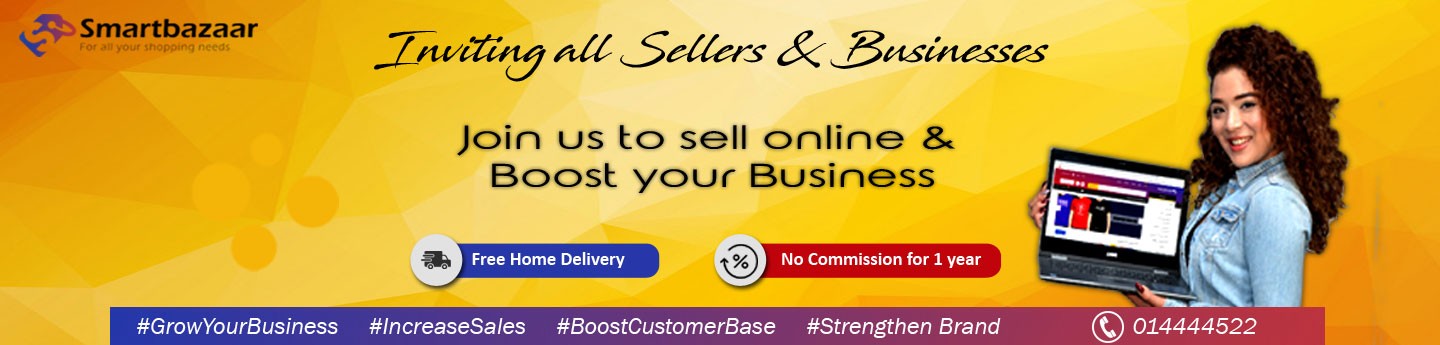 Smartbazaar
For all your shopping needs
Inviting all Sellers & Businesses
Join us to sell online &
Boost your Business
Free Home Delivery
No Commission for 1 year
#GrowYourBusiness #IncreaseSales #BoostCustomerBase #Strengthen Brand 014444522